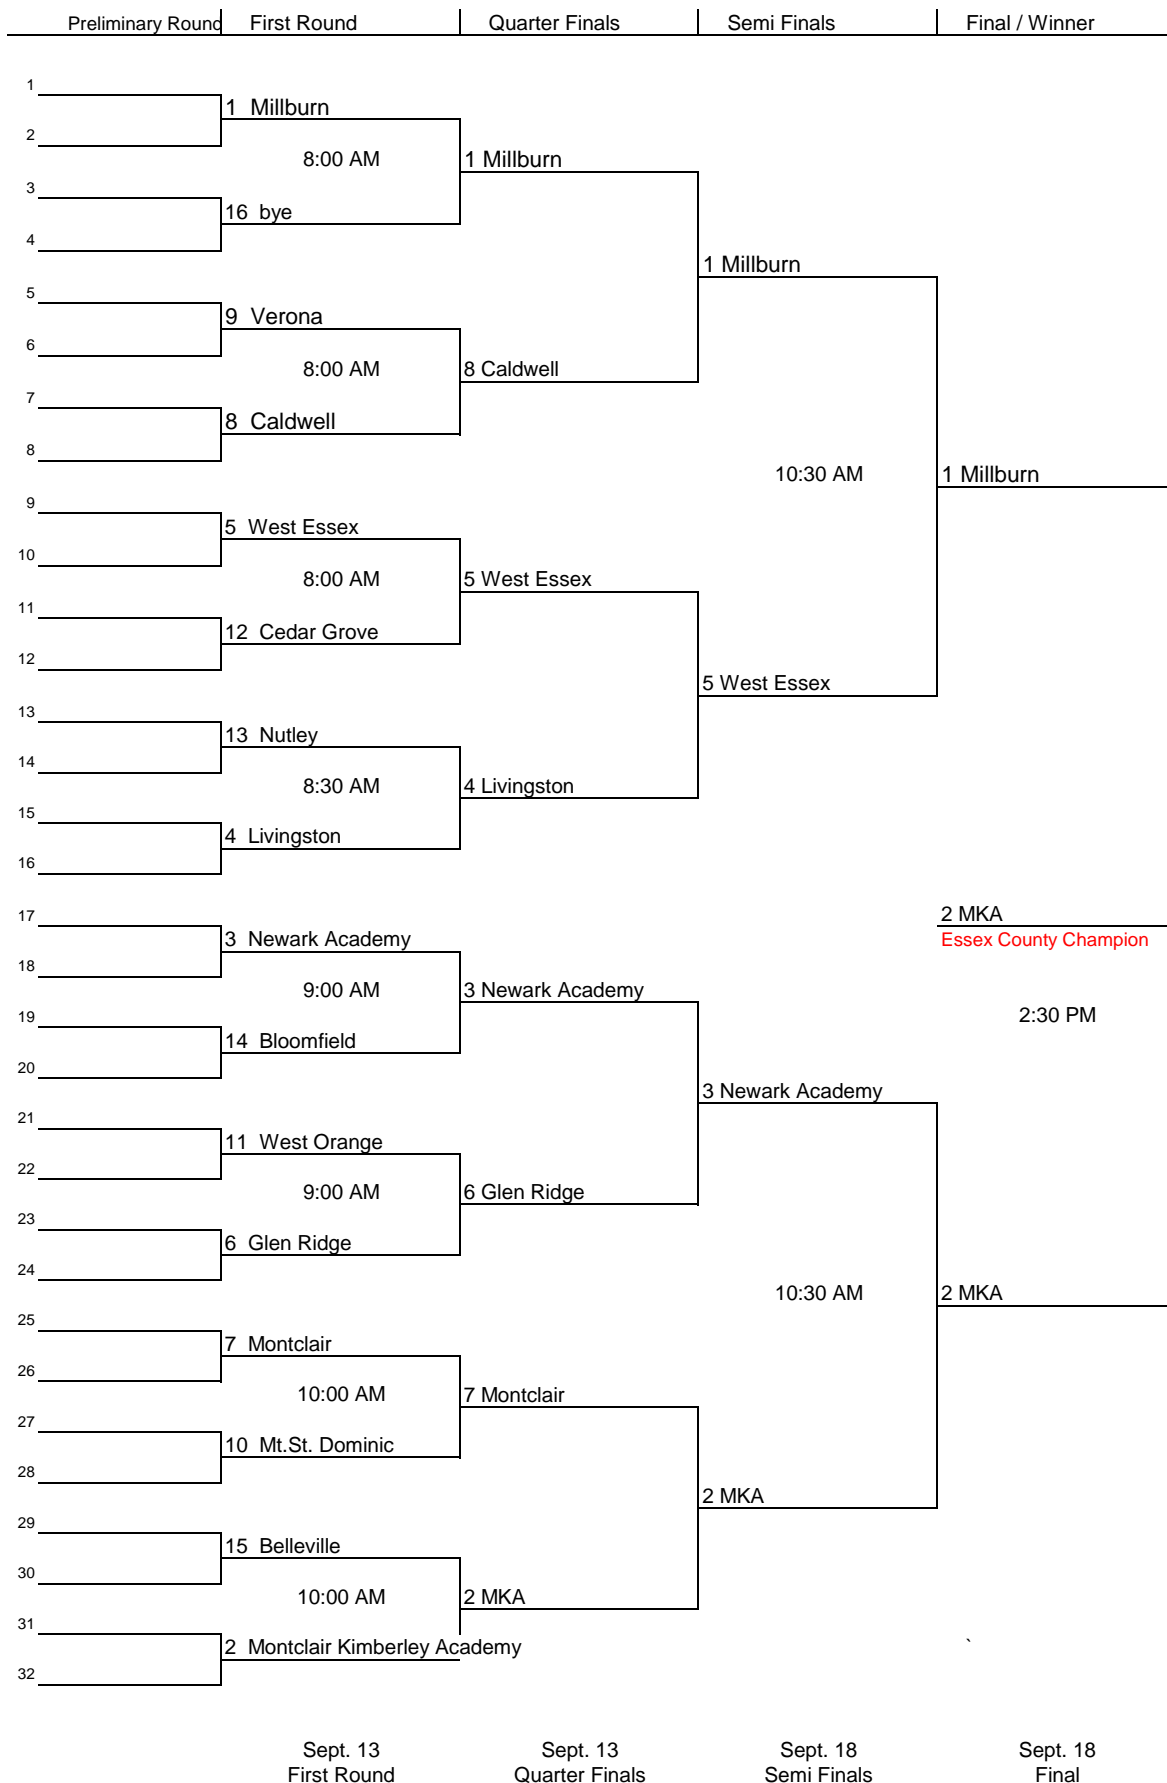 Preliminary Round First Round Quarter Finals Semi Finals Final / Winner
1
1 Millburn
2
8:00 AM 1 Millburn
3
16 bye
4
1 Millburn
5
9 Verona
6
8:00 AM 8 Caldwell
7
8 Caldwell
8
10:30 AM 1 Millburn
9
5 West Essex
10
8:00 AM 5 West Essex
11
12 Cedar Grove
12
5 West Essex
13
13 Nutley
14
8:30 AM 4 Livingston
15
4 Livingston
16
17 2 MKA
3 Newark Academy Essex County Champion
18
9:00 AM 3 Newark Academy
19 2:30 PM
14 Bloomfield
20
3 Newark Academy
21
11 West Orange
22
9:00 AM 6 Glen Ridge
23
6 Glen Ridge
24
10:30 AM 2 MKA
25
7 Montclair
26
10:00 AM 7 Montclair
27
10 Mt.St. Dominic
28
2 MKA
29
15 Belleville
30
10:00 AM 2 MKA
31
2 Montclair Kimberley Academy `
32
Sept. 13 Sept. 13 Sept. 18 Sept. 18
First Round Quarter Finals Semi Finals Final